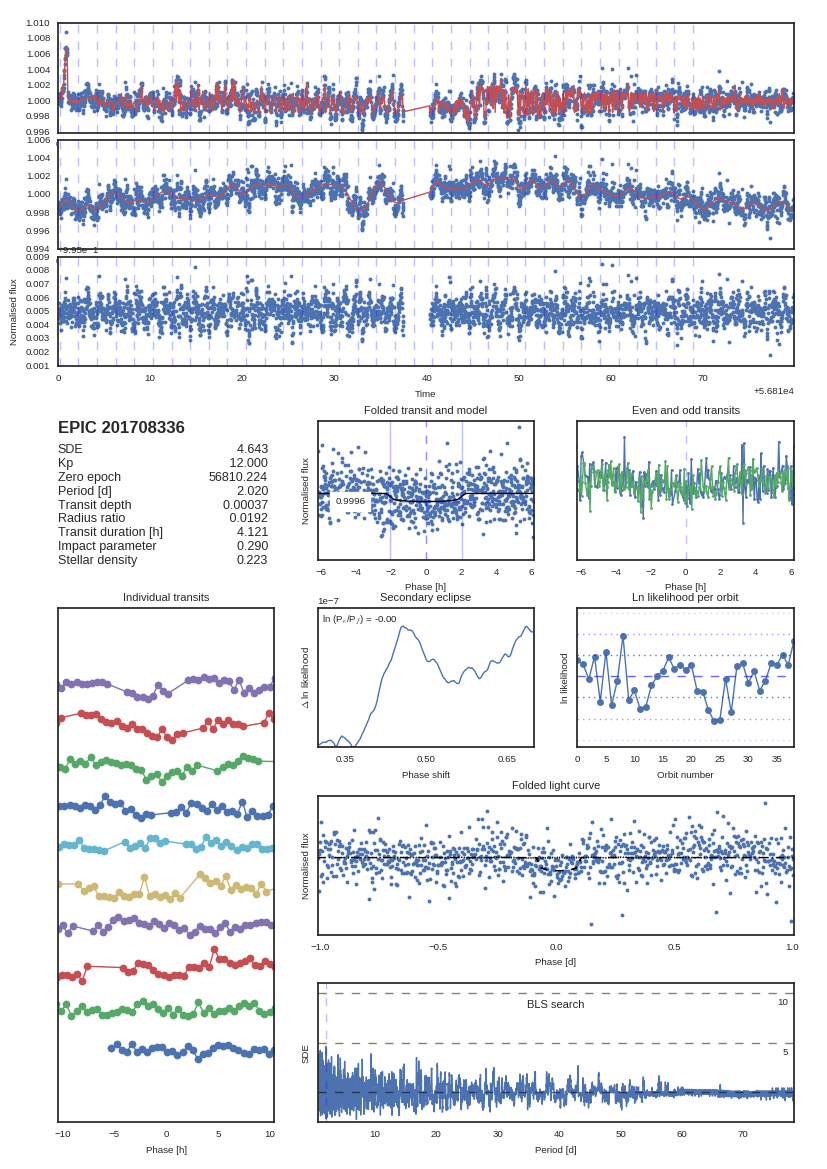 1.010
1.008
1.006
1.004
1.002
1.000
0.998
0.996
1.006
1.004
1.002
1.000
0.998
0.996
0.994
+9.95e−1
0.009
0.008
0.007
0.006
0.005
0.004
0.003
0.002
0.001
Normalised flux
0 10 20 30 40 50 60 70
Time
+5.681e4
EPIC 201708336
SDE 4.643
Kp 12.000
Zero epoch 56810.224
Period [d] 2.020
Transit depth 0.00037
Radius ratio 0.0192
Transit duration [h] 4.121
Impact parameter 0.290
Stellar density 0.223
Folded transit and model
Normalised flux
0.9996
−6 −4 −2 0 2 4 6
Phase [h]
Even and odd transits
−6 −4 −2 0 2 4 6
Phase [h]
Individual transits
−10 −5 0 5 10
Phase [h]
Secondary eclipse
1e−7
ln (Pₑ/P𝑓) = -0.00
Δ ln likelihood
0.35 0.50 0.65
Phase shift
Ln likelihood per orbit
ln likelihood
0 5 10 15 20 25 30 35
Orbit number
Folded light curve
Normalised flux
−1.0 −0.5 0.0 0.5 1.0
Phase [d]
BLS search
10
5
SDE
10 20 30 40 50 60 70
Period [d]